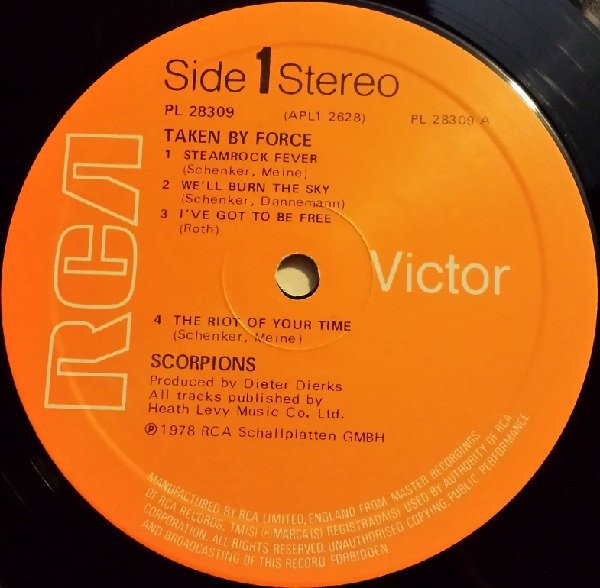 Side 1 Stereo
PL 28309 (APL1 2628) PL 28309 A
TAKEN BY FORCE
1 STEAMROCK FEVER
(Schenker, Meine)
2 WE'LL BURN THE SKY
(Schenker, Dannemann)
3 I'VE GOT TO BE FREE
(Roth)
RCA Victor
4 THE RIOT OF YOUR TIME
(Schenker, Meine)
SCORPIONS
Produced by Dieter Dierks
All tracks published by
Heath Levy Music Co. Ltd.
℗ 1978 RCA Schallplatten GMBH
MANUFACTURED BY RCA LIMITED, ENGLAND FROM MASTER RECORDINGS
OF RCA RECORDS, TM(S) ℗ MARCA(S) REGISTRADA(S) USED BY AUTHORITY OF RCA
CORPORATION. ALL RIGHTS RESERVED. UNAUTHORISED COPYING PUBLIC PERFORMANCE
AND BROADCASTING OF THIS RECORD FORBIDDEN